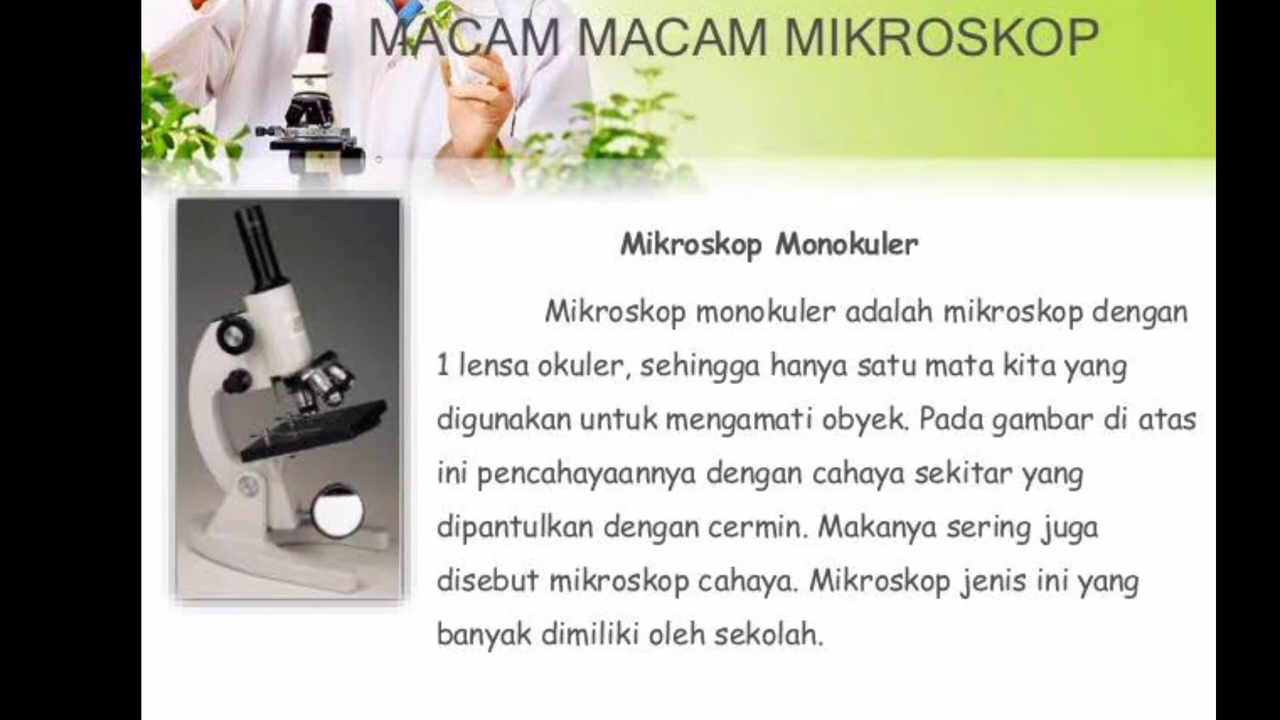 MACAM MACAM MIKROSKOP
Mikroskop Monokuler
Mikroskop monokuler adalah mikroskop dengan
1 lensa okuler, sehingga hanya satu mata kita yang
digunakan untuk mengamati obyek. Pada gambar di atas
ini pencahayaannya dengan cahaya sekitar yang
dipantulkan dengan cermin. Makanya sering juga
disebut mikroskop cahaya. Mikroskop jenis ini yang
banyak dimiliki oleh sekolah.